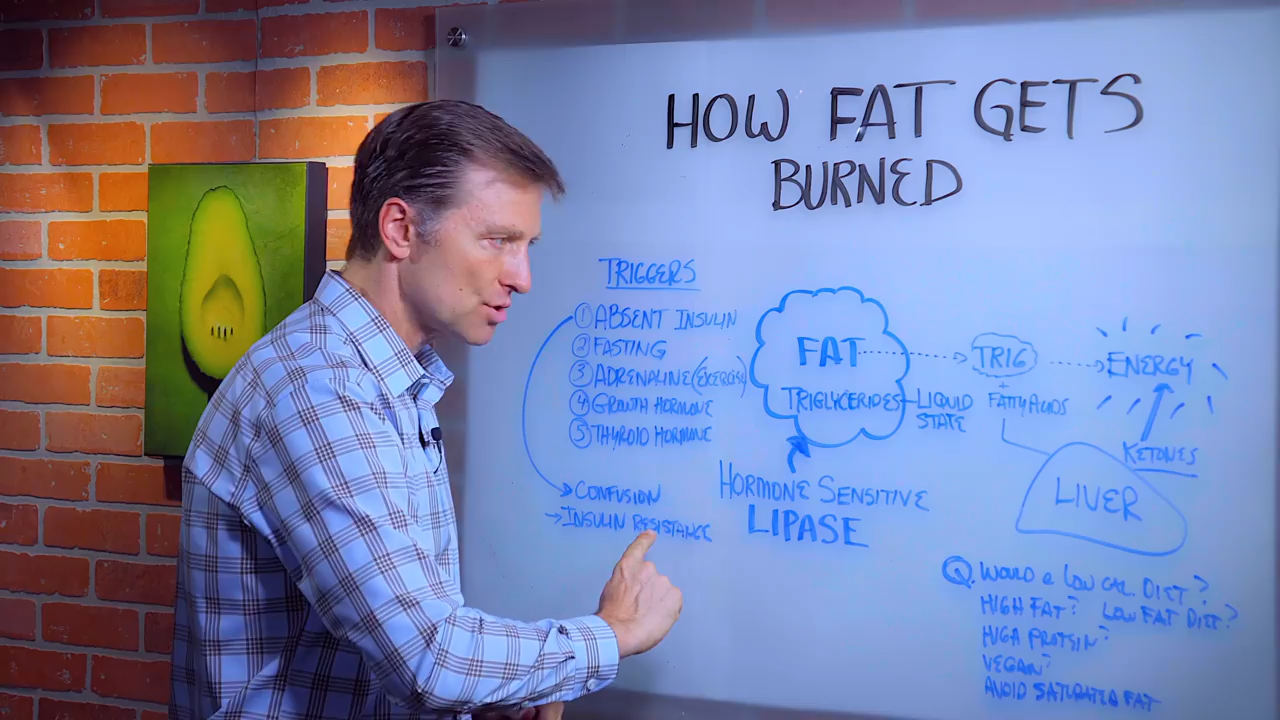 HOW FAT GETS
BURNED
TRIGGERS
① ABSENT INSULIN
② FASTING
③ ADRENALINE (EXERCISE)
④ GROWTH HORMONE
⑤ THYROID HORMONE
→ CONFUSION
→ INSULIN RESISTANCE
FAT
TRIGLYCERIDES
LIQUID
STATE
HORMONE SENSITIVE
LIPASE
TRIG
+
FATTY ACIDS
ENERGY
KETONES
LIVER
Q. WOULD a LOW CAL. DIET?
HIGH FAT? LOW FAT DIET?
HIGH PROTEIN?
VEGAN?
AVOID SATURATED FAT